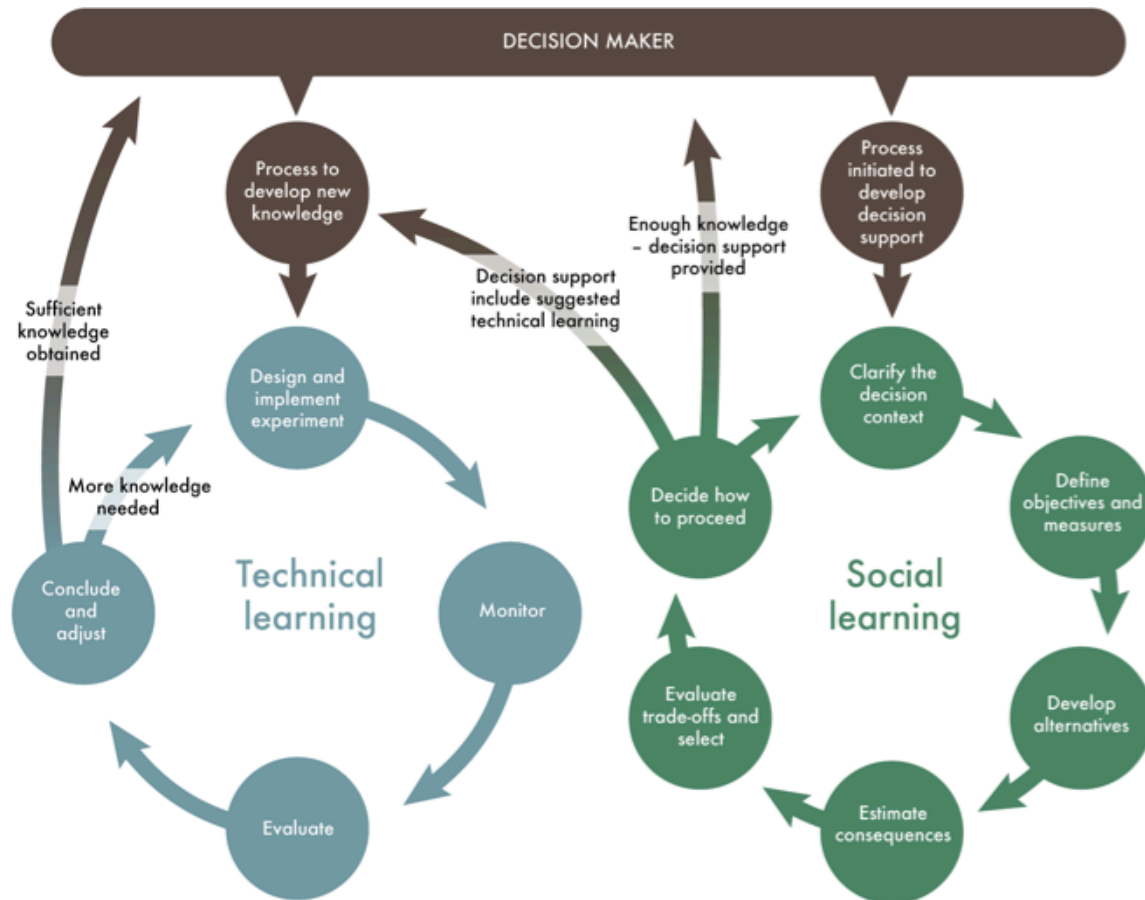 DECISION MAKER
Process to
develop new
knowledge
Process
initiated to
develop
decision
support
Enough knowledge
– decision support
provided
Decision support
include suggested
technical learning
Sufficient
knowledge
obtained
Design and
implement
experiment
Clarify the
decision
context
More knowledge
needed
Decide how
to proceed
Define
objectives and
measures
Technical
learning
Social
learning
Conclude
and
adjust
Monitor
Evaluate
trade-offs and
select
Develop
alternatives
Evaluate
Estimate
consequences